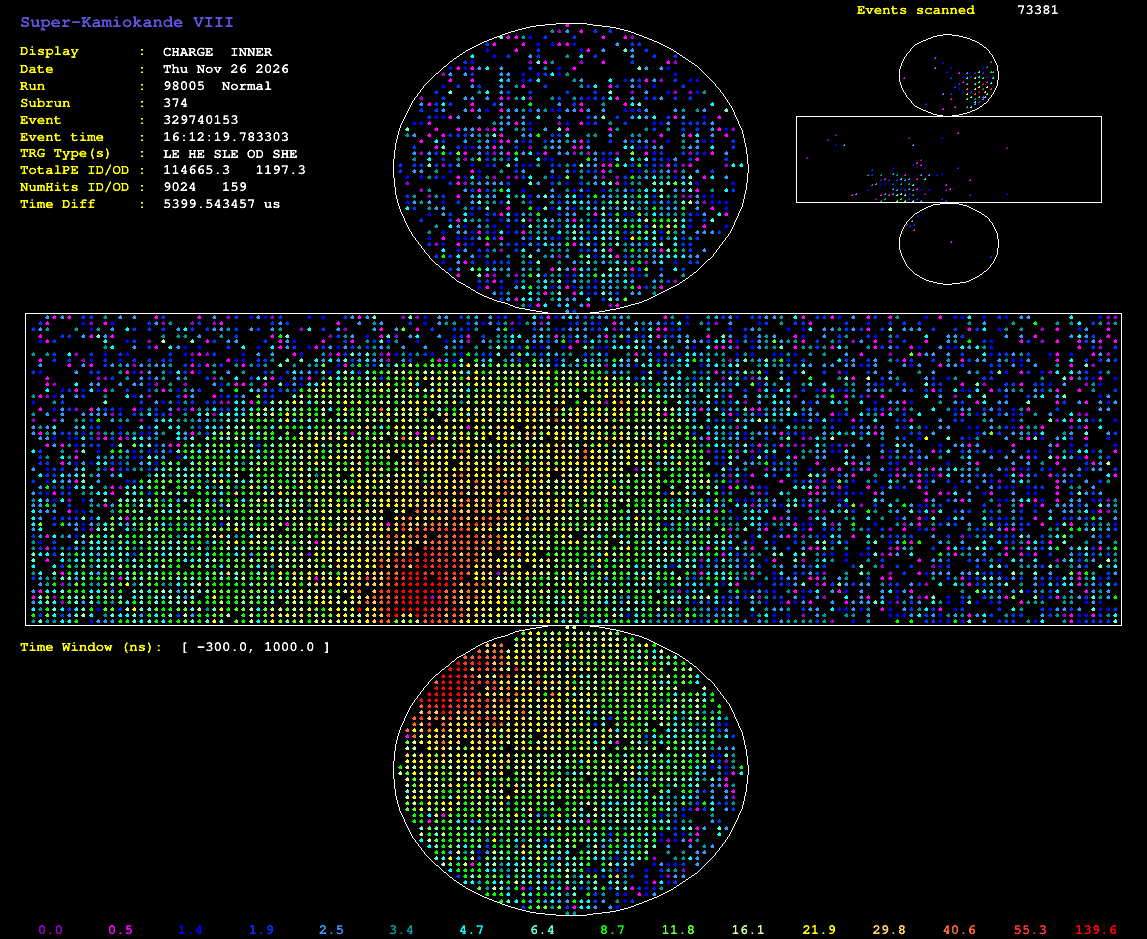 Super-Kamiokande VIII
Events scanned 73381
Display : CHARGE INNER
Date : Thu Nov 26 2026
Run : 98005 Normal
Subrun : 374
Event : 329740153
Event time : 16:12:19.783303
TRG Type(s) : LE HE SLE OD SHE
TotalPE ID/OD : 114665.3 1197.3
NumHits ID/OD : 9024 159
Time Diff : 5399.543457 us
Time Window (ns): [ -300.0, 1000.0 ]
0.0 0.5 1.4 1.9 2.5 3.4 4.7 6.4 8.7 11.8 16.1 21.9 29.8 40.6 55.3 139.6